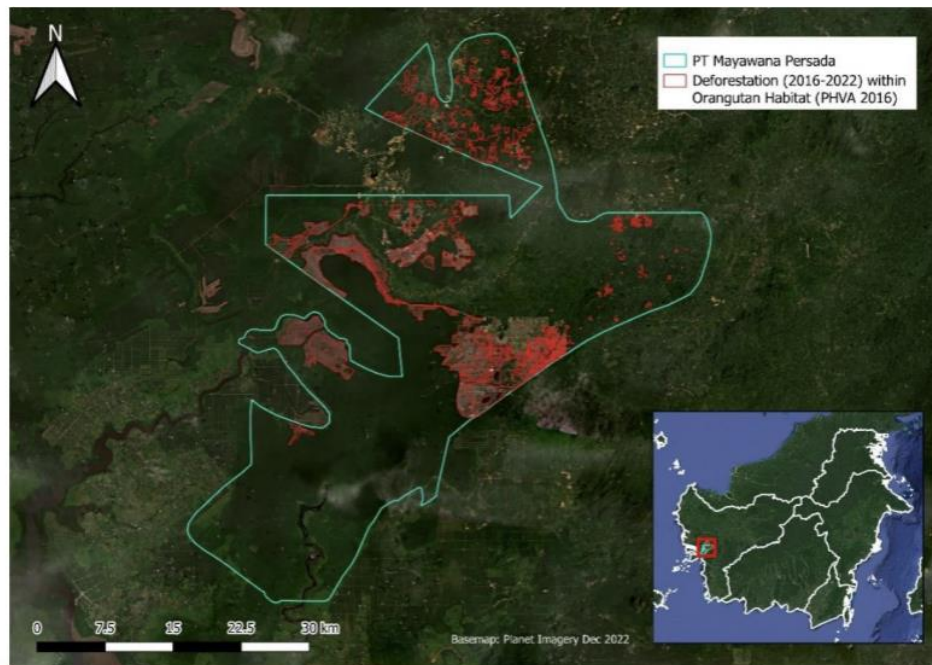 N
PT Mayawana Persada
Deforestation (2016-2022) within
Orangutan Habitat (PHVA 2016)
0 7.5 15 22.5 30 km
Basemap: Planet Imagery Dec 2022